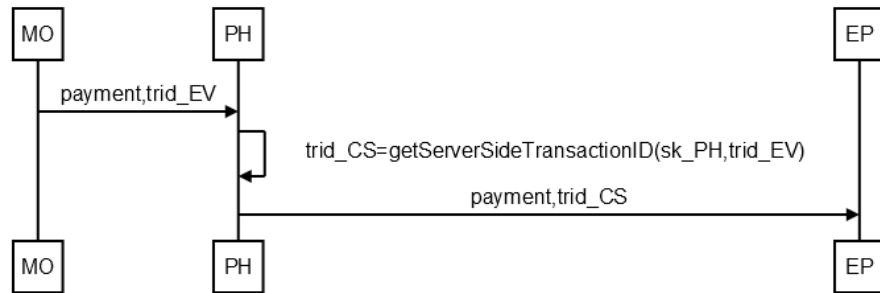 MO
PH
EP
payment,trid_EV
trid_CS=getServerSideTransactionID(sk_PH,trid_EV)
payment,trid_CS
MO
PH
EP